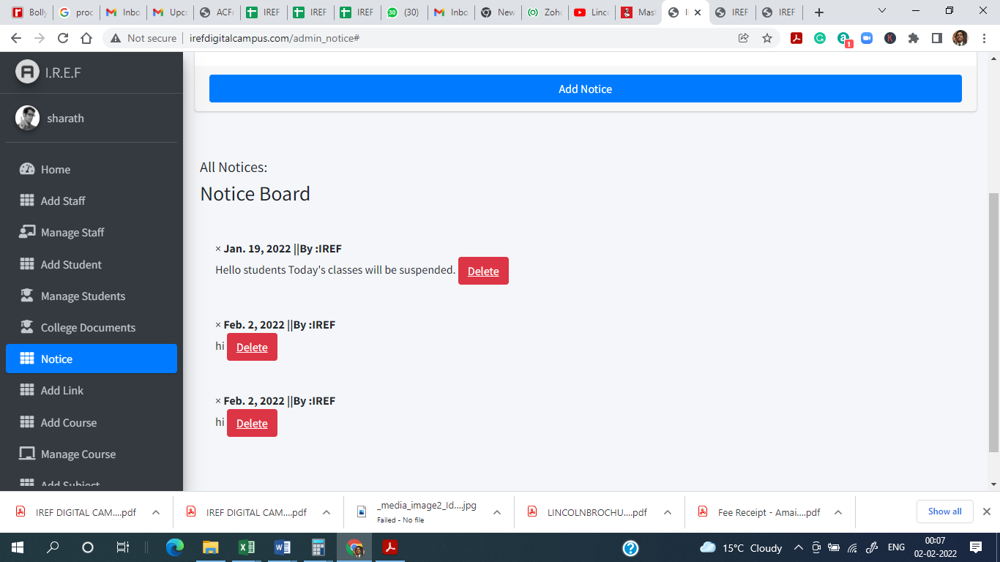 Bolly proc Inbo Upco ACFr IREF IREF IREF (30) Inbo New Zoho Linco Mast IREF IREF
Not secure irefdigitalcampus.com/admin_notice#
1
I.R.E.F
sharath
Home
Add Staff
Manage Staff
Add Student
Manage Students
College Documents
Notice
Add Link
Add Course
Manage Course
Add Subject
Add Notice
All Notices:
Notice Board
× Jan. 19, 2022 ||By :IREF
Hello students Today's classes will be suspended. Delete
× Feb. 2, 2022 ||By :IREF
hi Delete
× Feb. 2, 2022 ||By :IREF
hi Delete
IREF DIGITAL CAM....pdf IREF DIGITAL CAM....pdf _media_image2_Id....jpg LINCOLNBROCHU....pdf Fee Receipt - Amai....pdf Show all
Failed - No file
15°C Cloudy ENG 00:07
02-02-2022